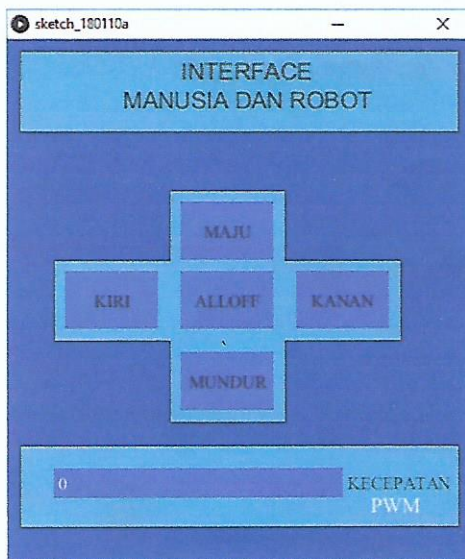 sketch_180110a
INTERFACE
MANUSIA DAN ROBOT
MAJU
KIRI ALLOFF KANAN
MUNDUR
0 KECEPATAN
PWM